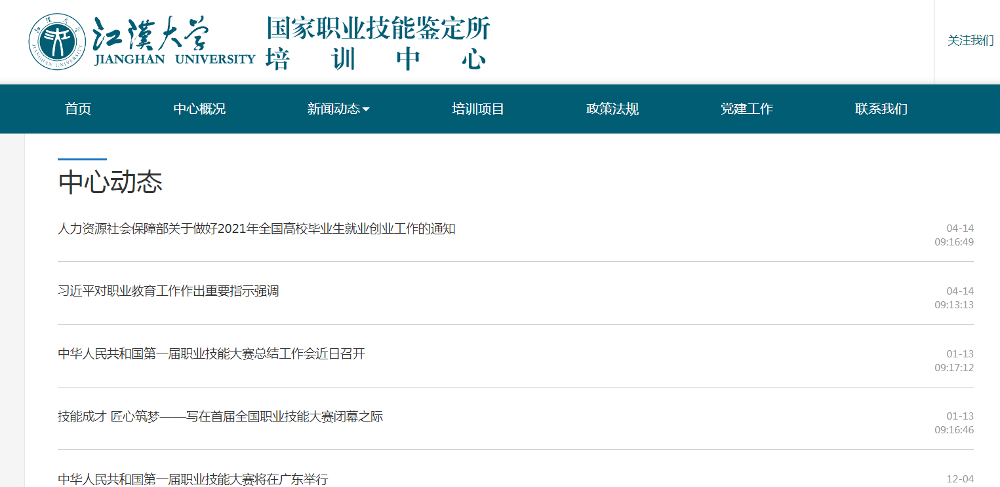 江漢大学
JIANGHAN UNIVERSITY
国家职业技能鉴定所
培训中心
江漢大学
JIANGHAN UNIVERSITY
关注我们
首页 中心概况 新闻动态 培训项目 政策法规 党建工作 联系我们
中心动态
人力资源社会保障部关于做好2021年全国高校毕业生就业创业工作的通知
04-14
09:16:49
习近平对职业教育工作作出重要指示强调
04-14
09:13:13
中华人民共和国第一届职业技能大赛总结工作会近日召开
01-13
09:17:12
技能成才 匠心筑梦——写在首届全国职业技能大赛闭幕之际
01-13
09:16:46
中华人民共和国第一届职业技能大赛将在广东举行
12-04